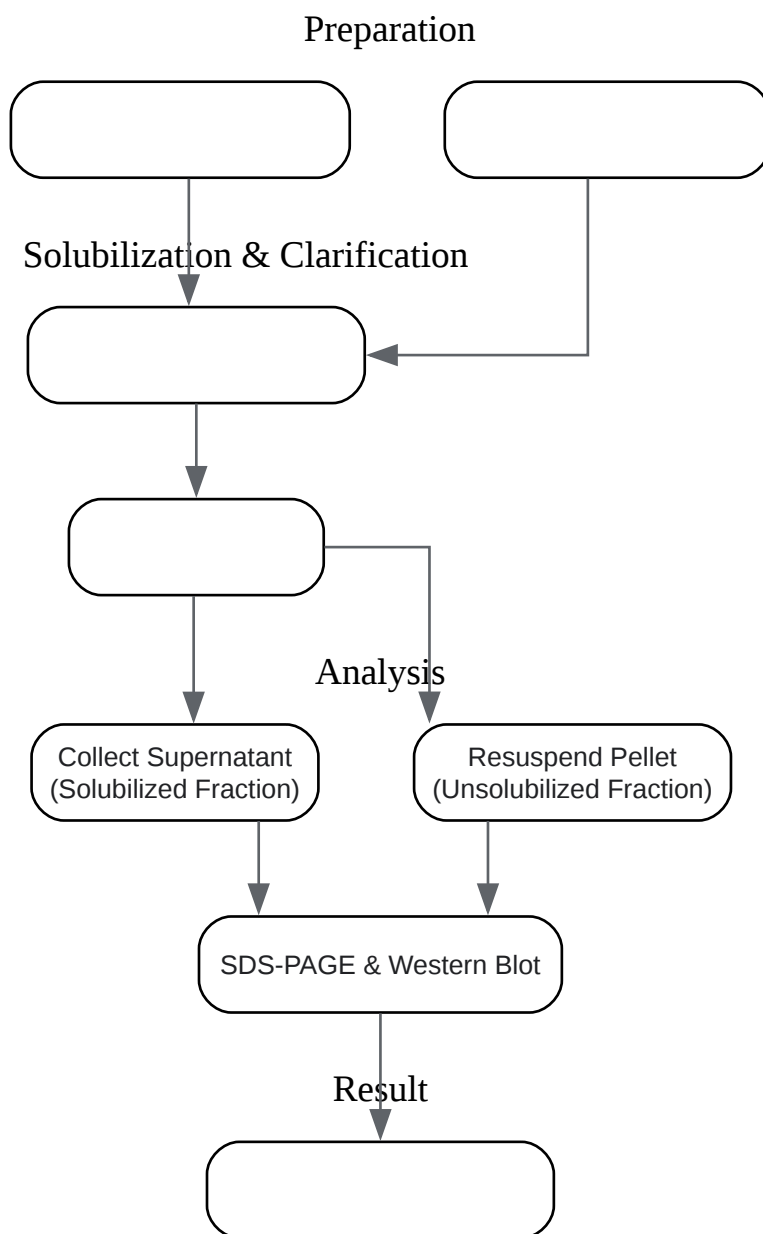 Preparation
Solubilization & Clarification
Analysis
Collect Supernatant
(Solubilized Fraction)
Resuspend Pellet
(Unsolubilized Fraction)
SDS-PAGE & Western Blot
Result